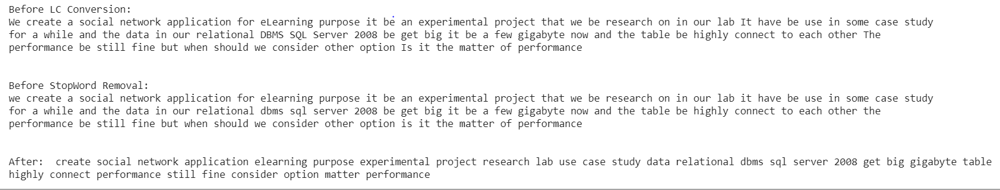 Before LC Conversion:
We create a social network application for eLearning purpose it be an experimental project that we be research on in our lab It have be use in some case study
for a while and the data in our relational DBMS SQL Server 2008 be get big it be a few gigabyte now and the table be highly connect to each other The
performance be still fine but when should we consider other option Is it the matter of performance
Before StopWord Removal:
we create a social network application for elearning purpose it be an experimental project that we be research on in our lab it have be use in some case study
for a while and the data in our relational dbms sql server 2008 be get big it be a few gigabyte now and the table be highly connect to each other the
performance be still fine but when should we consider other option is it the matter of performance
After:  create social network application elearning purpose experimental project research lab use case study data relational dbms sql server 2008 get big gigabyte table
highly connect performance still fine consider option matter performance